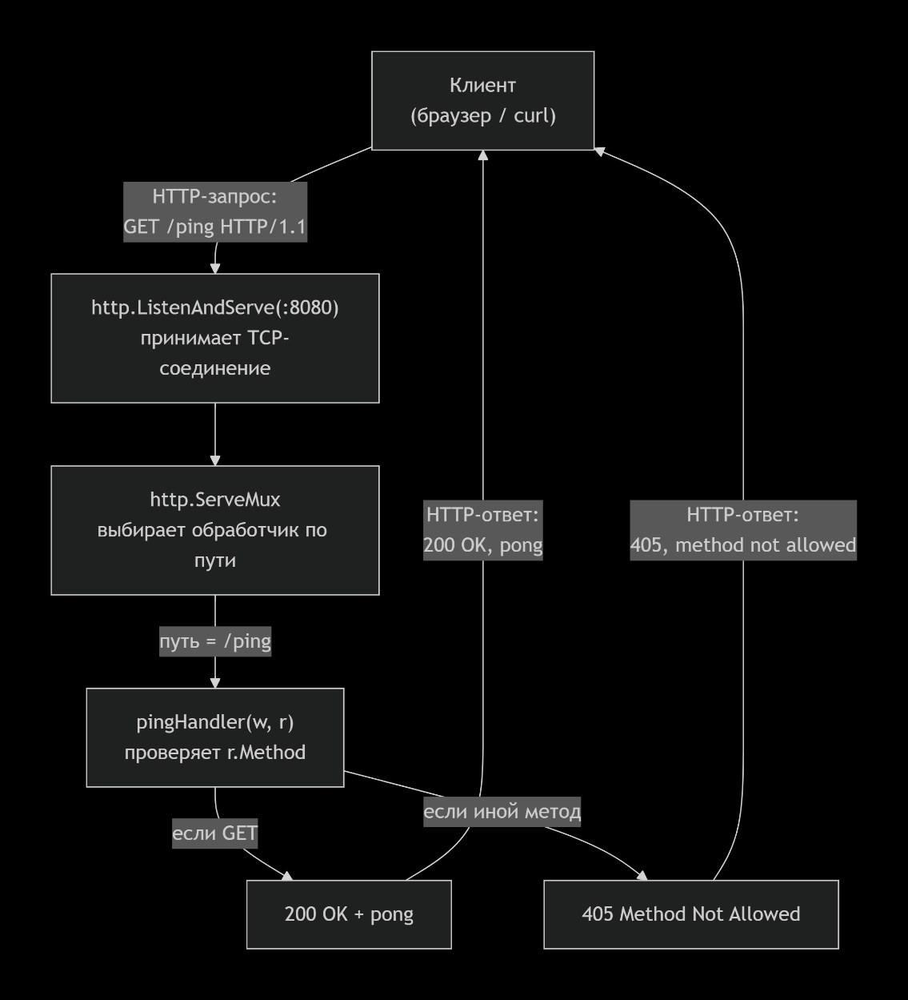 Клиент
(браузер / curl)
HTTP-запрос:
GET /ping HTTP/1.1
http.ListenAndServe(:8080)
принимает TCP-
соединение
http.ServeMux
выбирает обработчик по
пути
HTTP-ответ:
200 OK, pong
HTTP-ответ:
405, method not allowed
путь = /ping
pingHandler(w, r)
проверяет r.Method
если иной метод
если GET
200 OK + pong
405 Method Not Allowed